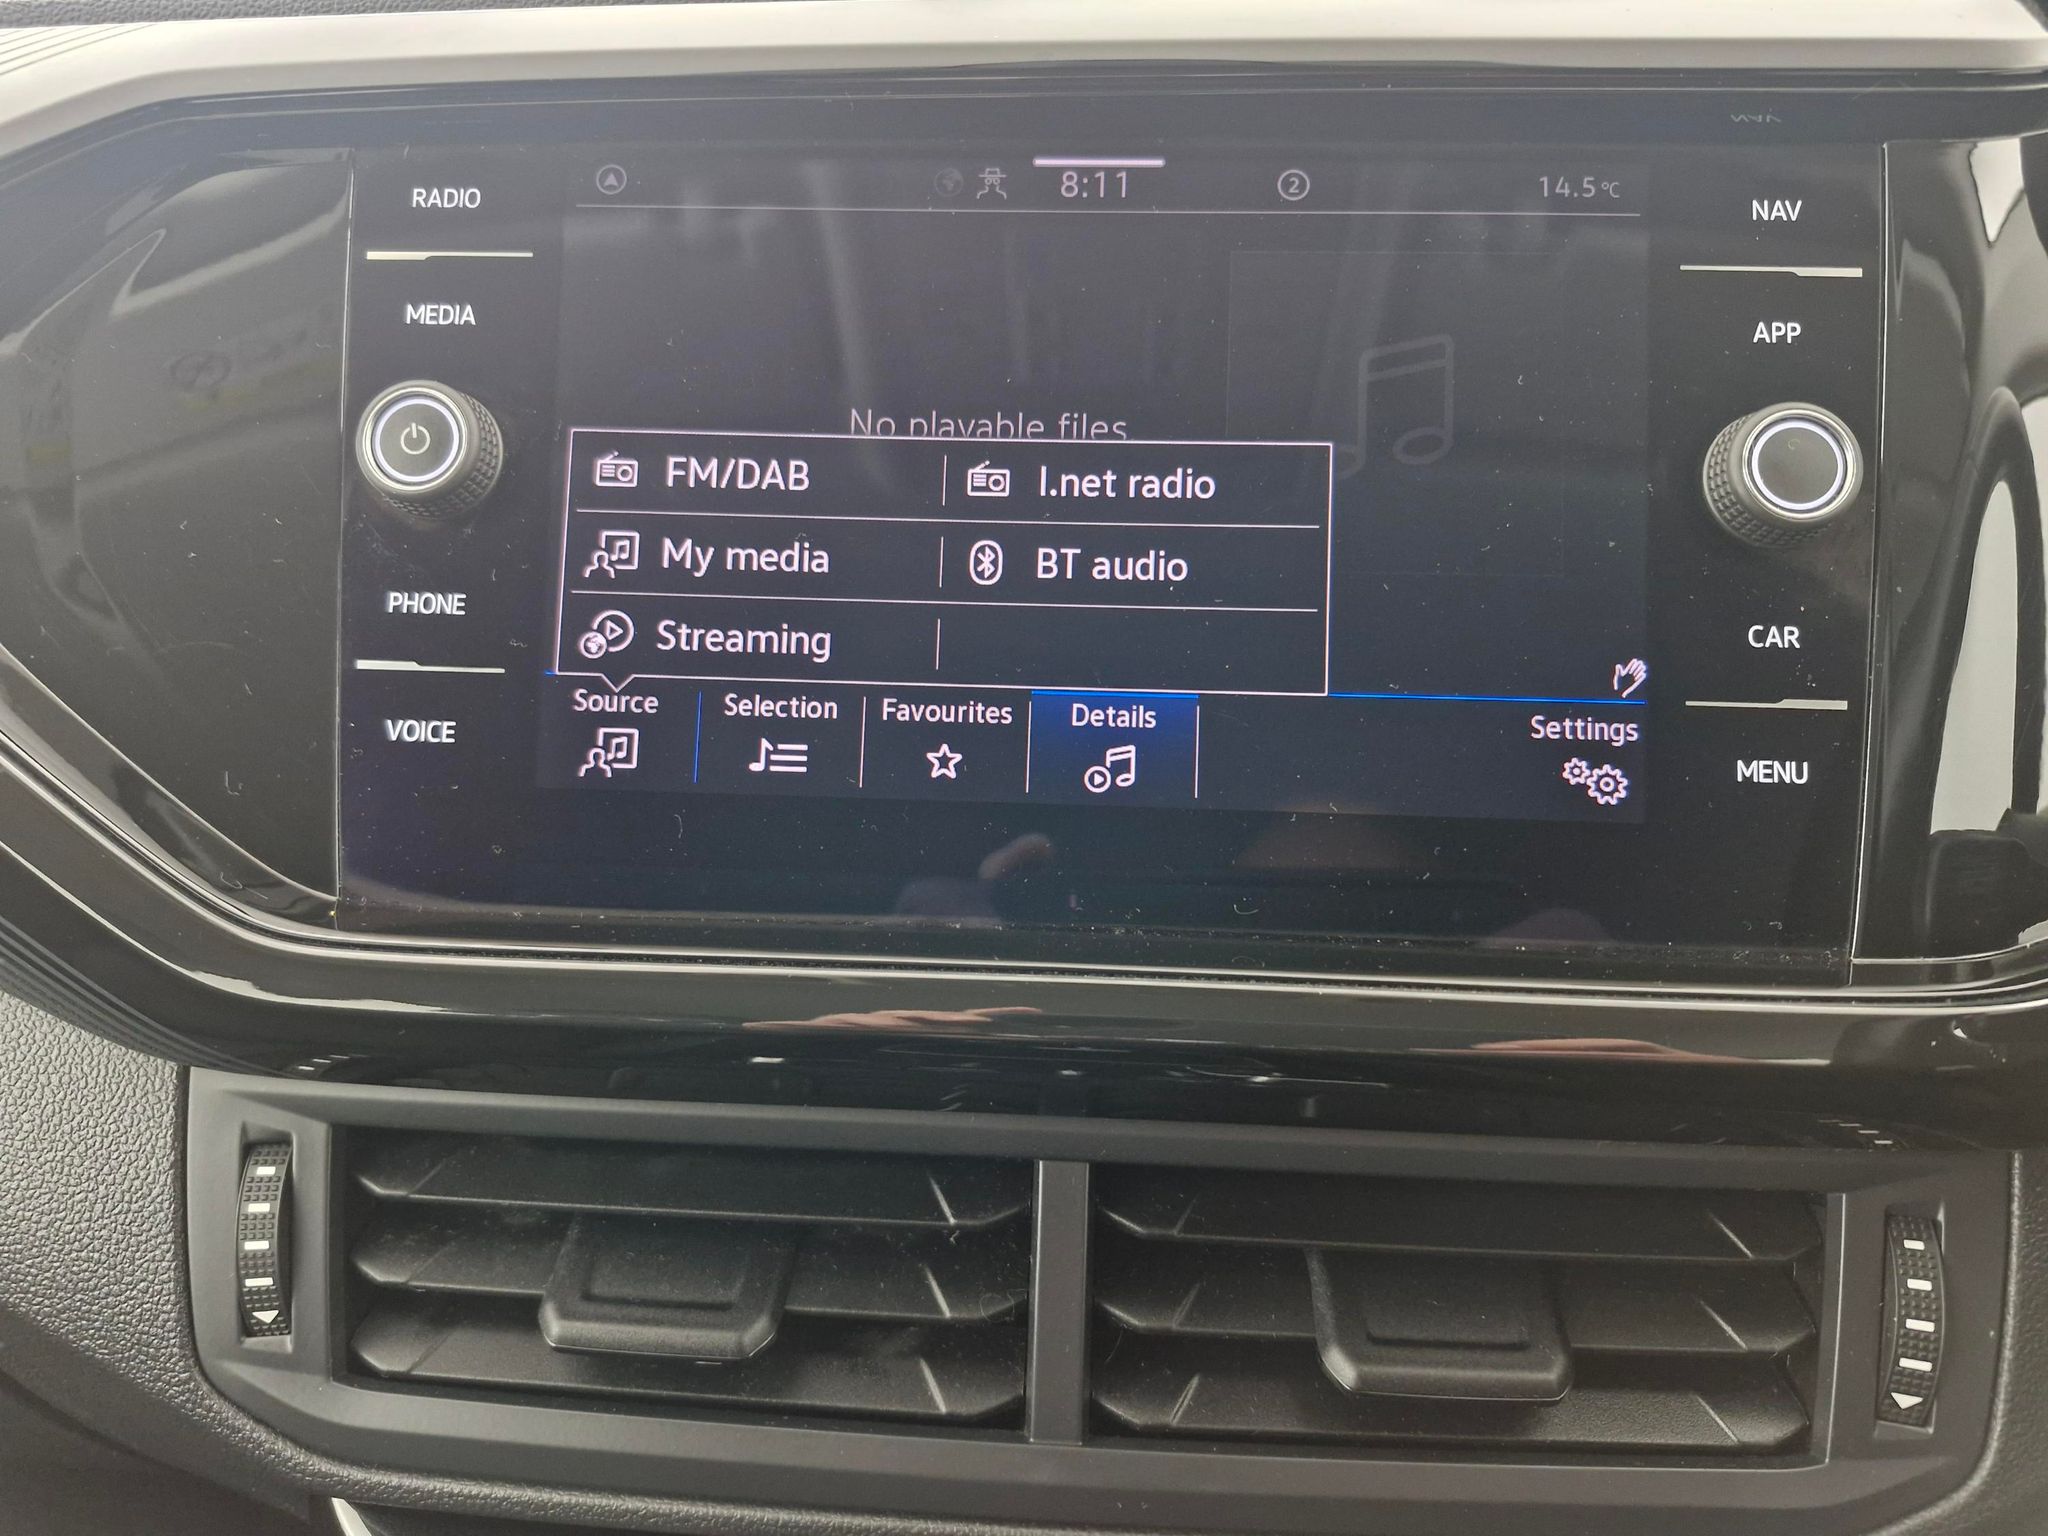 RADIO
MEDIA
PHONE
VOICE
8:11
2
14.5°C
No playable files
FM/DAB
I.net radio
My media
BT audio
Streaming
Source
Selection
Favourites
Details
Settings
NAV
APP
CAR
MENU